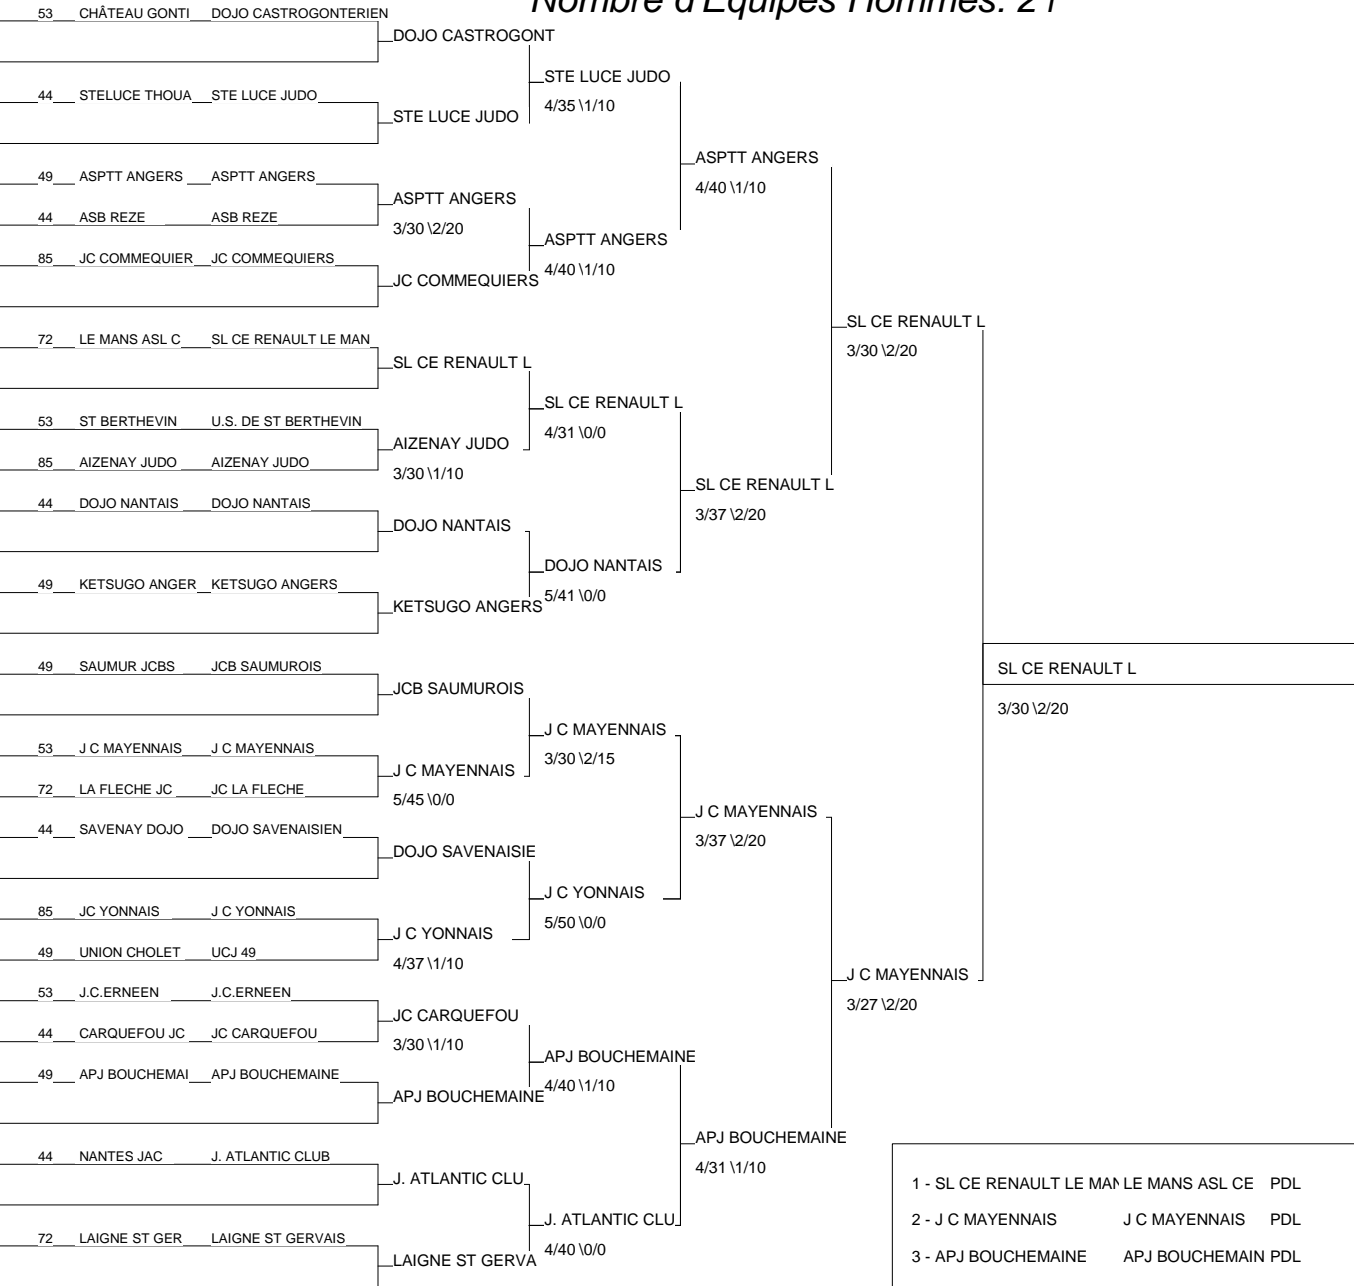 Nombre d'Equipes Hommes: 21
53 CHÂTEAU GONTI DOJO CASTROGONTERIEN
DOJO CASTROGONT
STE LUCE JUDO
4/35 \1/10
44 STELUCE THOUA STE LUCE JUDO
STE LUCE JUDO
ASPTT ANGERS
4/40 \1/10
49 ASPTT ANGERS ASPTT ANGERS
ASPTT ANGERS
3/30 \2/20
44 ASB REZE ASB REZE
ASPTT ANGERS
4/40 \1/10
85 JC COMMEQUIER JC COMMEQUIERS
JC COMMEQUIERS
SL CE RENAULT L
3/30 \2/20
72 LE MANS ASL C SL CE RENAULT LE MAN
SL CE RENAULT L
SL CE RENAULT L
4/31 \0/0
53 ST BERTHEVIN U.S. DE ST BERTHEVIN
AIZENAY JUDO
3/30 \1/10
85 AIZENAY JUDO AIZENAY JUDO
SL CE RENAULT L
3/37 \2/20
44 DOJO NANTAIS DOJO NANTAIS
DOJO NANTAIS
DOJO NANTAIS
5/41 \0/0
49 KETSUGO ANGER KETSUGO ANGERS
KETSUGO ANGERS
49 SAUMUR JCBS JCB SAUMUROIS
SL CE RENAULT L
3/30 \2/20
JCB SAUMUROIS
J C MAYENNAIS
3/30 \2/15
53 J C MAYENNAIS J C MAYENNAIS
J C MAYENNAIS
5/45 \0/0
72 LA FLECHE JC JC LA FLECHE
J C MAYENNAIS
3/37 \2/20
44 SAVENAY DOJO DOJO SAVENAISIEN
DOJO SAVENAISIE
J C YONNAIS
5/50 \0/0
85 JC YONNAIS J C YONNAIS
J C YONNAIS
4/37 \1/10
49 UNION CHOLET UCJ 49
J C MAYENNAIS
3/27 \2/20
53 J.C.ERNEEN J.C.ERNEEN
JC CARQUEFOU
3/30 \1/10
44 CARQUEFOU JC JC CARQUEFOU
APJ BOUCHEMAINE
4/40 \1/10
49 APJ BOUCHEMAI APJ BOUCHEMAINE
APJ BOUCHEMAINE
APJ BOUCHEMAINE
4/31 \1/10
44 NANTES JAC J. ATLANTIC CLUB
J. ATLANTIC CLU
J. ATLANTIC CLU
4/40 \0/0
72 LAIGNE ST GER LAIGNE ST GERVAIS
LAIGNE ST GERVA
1 - SL CE RENAULT LE MAN LE MANS ASL CE PDL
2 - J C MAYENNAIS J C MAYENNAIS PDL
3 - APJ BOUCHEMAINE APJ BOUCHEMAIN PDL